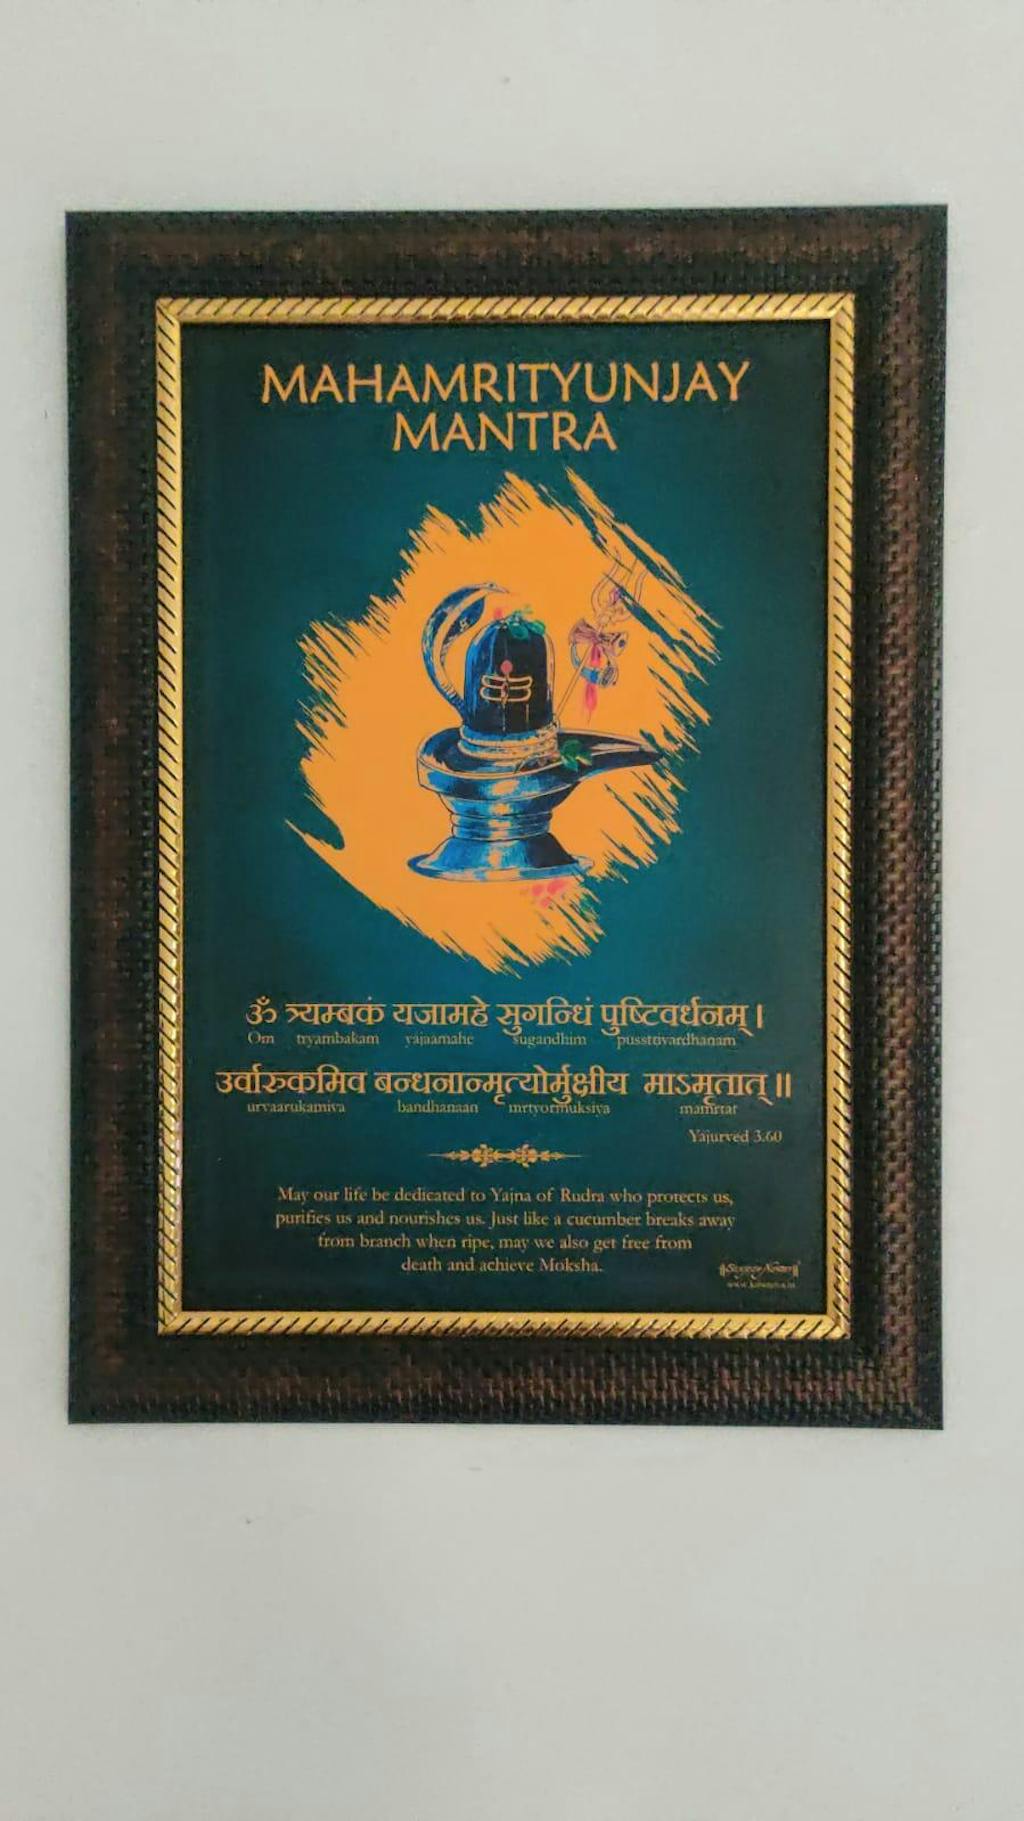 MAHAMRITYUNJAY
MANTRA
ॐ त्र्यम्बकं यजामहे सुगन्धिं पुष्टिवर्धनम् ।
Om tryambakam yajaamahe sugandhim pusstivardhanam
उर्वारुकमिव बन्धनान्मृत्योर्मुक्षीय माऽमृतात् ॥
urvaarukamiva bandhanaan mrtyormuksiya mamrtat
Yajurved 3.60
May our life be dedicated to Yajna of Rudra who protects us,
purifies us and nourishes us. Just like a cucumber breaks away
from branch when ripe, may we also get free from
death and achieve Moksha.